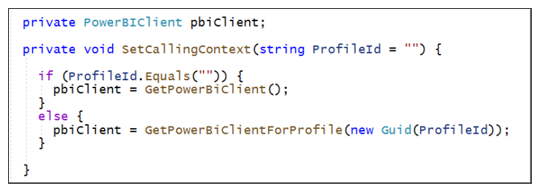 private PowerBIClient pbiClient;
private void SetCallingContext(string ProfileId = "") {
if (ProfileId.Equals("")) {
pbiClient = GetPowerBiClient();
}
else {
pbiClient = GetPowerBiClientForProfile(new Guid(ProfileId));
}
}